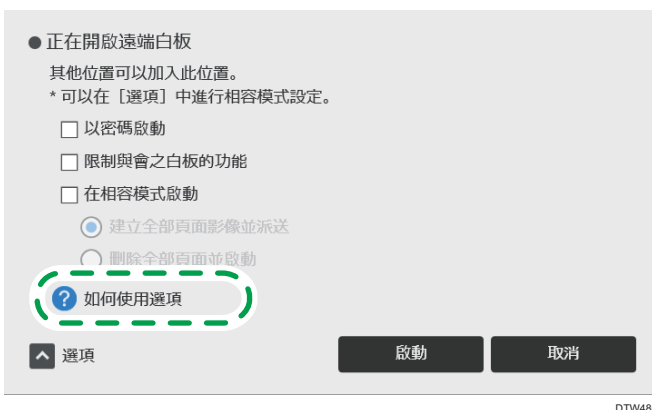 ●正在開啟遠端白板
其他位置可以加入此位置。
* 可以在［選項］中進行相容模式設定。
以密碼啟動
限制與會之白板的功能
在相容模式啟動
建立全部頁面影像並派送
刪除全部頁面並啟動
? 如何使用選項
選項 啟動 取消
DTW48